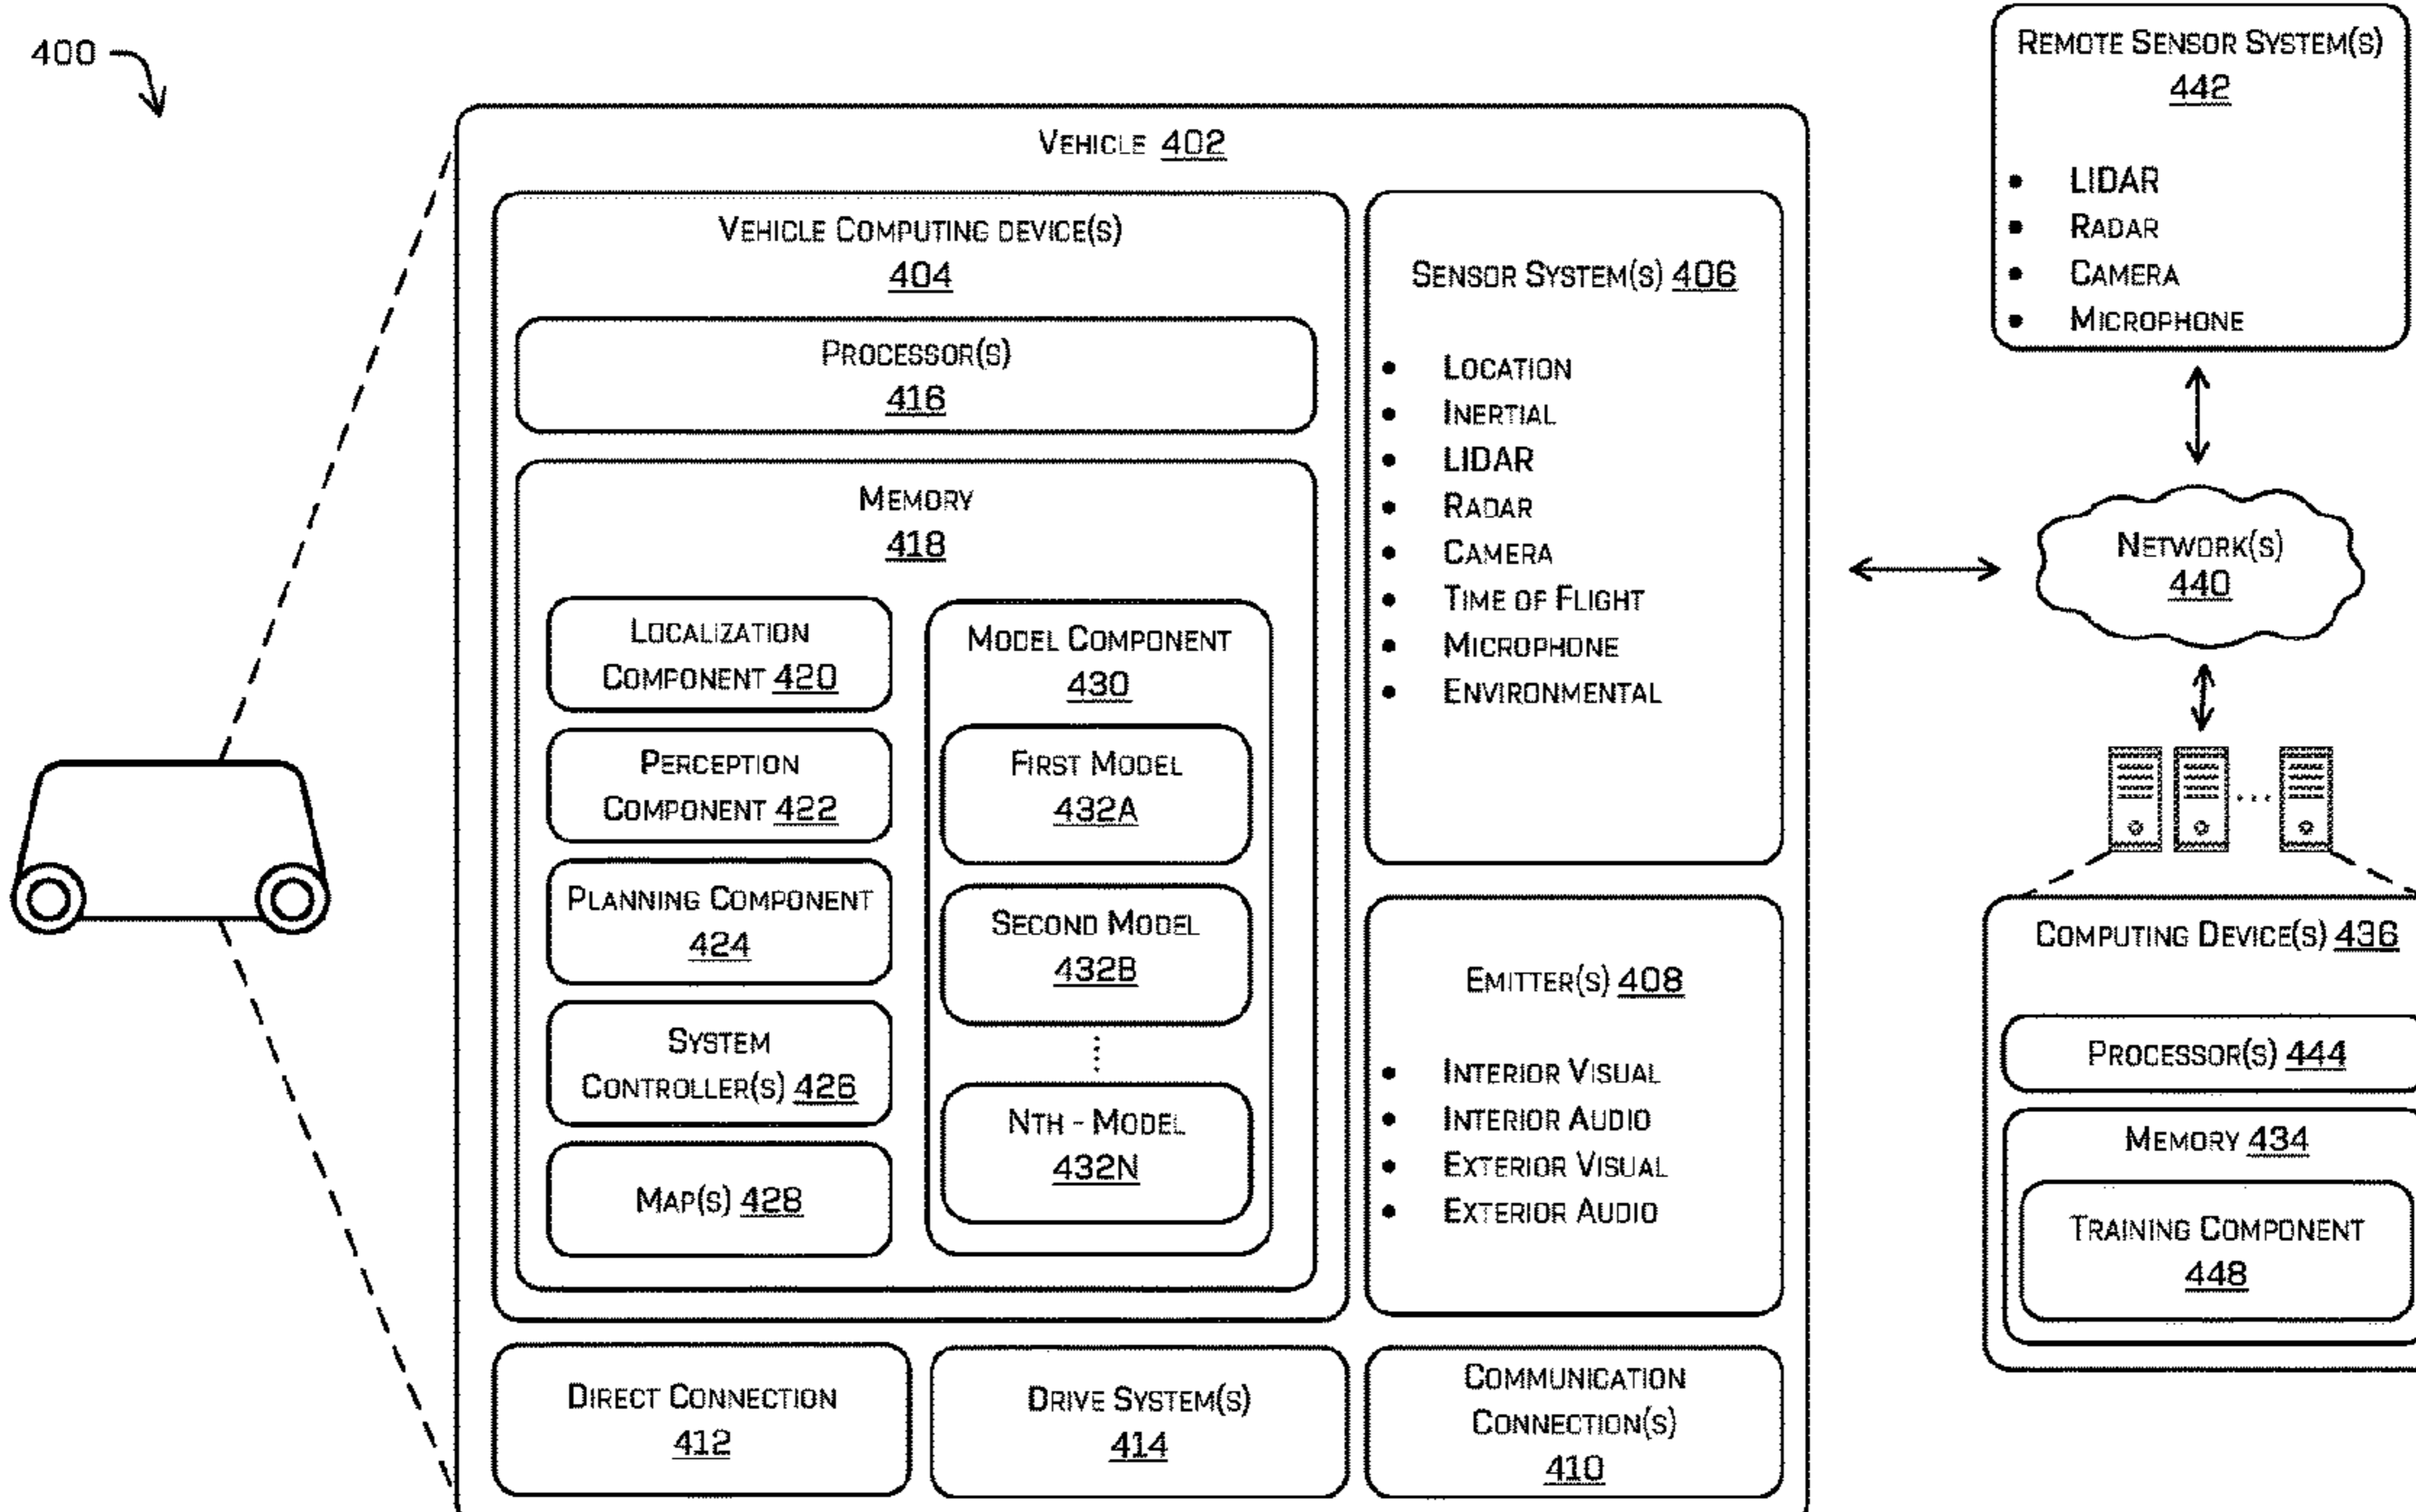 400
VEHICLE 402
VEHICLE COMPUTING DEVICE(S)
404
PROCESSOR(S)
416
MEMORY
418
LOCALIZATION
COMPONENT 420
PERCEPTION
COMPONENT 422
PLANNING COMPONENT
424
SYSTEM
CONTROLLER(S) 426
MAP(S) 428
MODEL COMPONENT
430
FIRST MODEL
432A
SECOND MODEL
432B
NTH - MODEL
432N
SENSOR SYSTEM(S) 406
• LOCATION
• INERTIAL
• LIDAR
• RADAR
• CAMERA
• TIME OF FLIGHT
• MICROPHONE
• ENVIRONMENTAL
EMITTER(S) 408
• INTERIOR VISUAL
• INTERIOR AUDIO
• EXTERIOR VISUAL
• EXTERIOR AUDIO
DIRECT CONNECTION
412
DRIVE SYSTEM(S)
414
COMMUNICATION
CONNECTION(S)
410
REMOTE SENSOR SYSTEM(S)
442
• LIDAR
• RADAR
• CAMERA
• MICROPHONE
NETWORK(S)
440
COMPUTING DEVICE(S) 436
PROCESSOR(S) 444
MEMORY 434
TRAINING COMPONENT
448